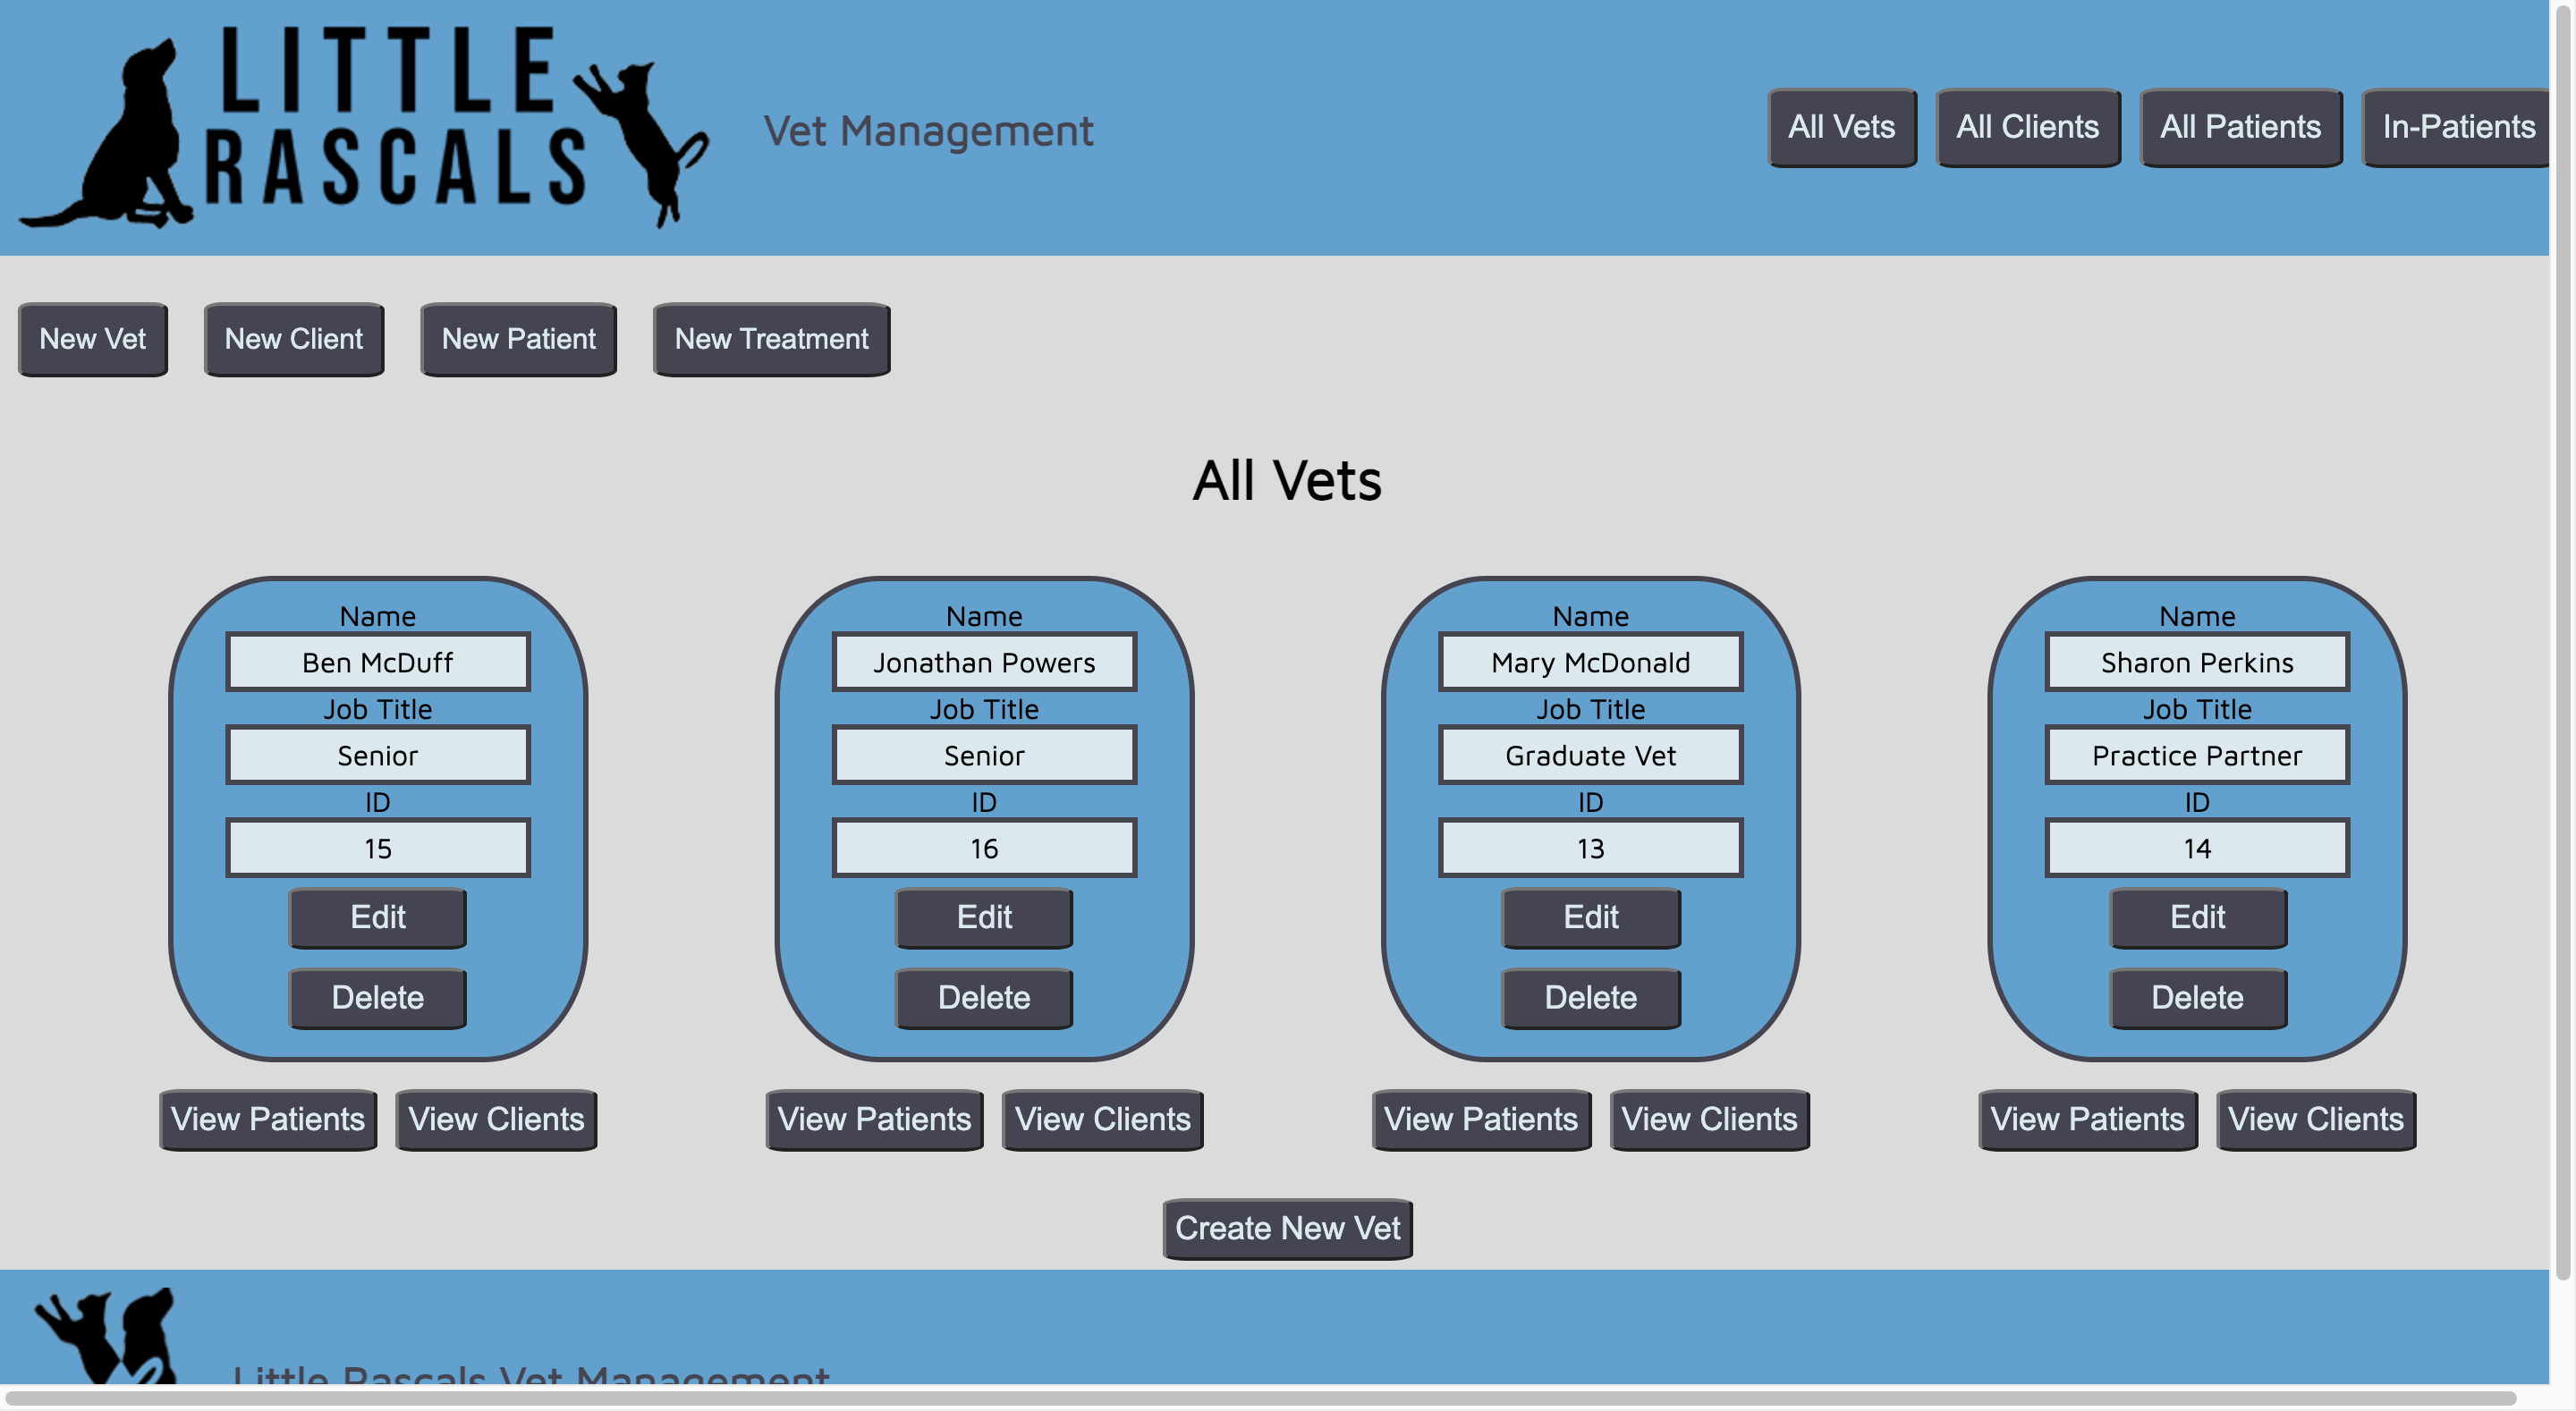 LITTLE
RASCALS
Vet Management
All Vets All Clients All Patients In-Patients
New Vet New Client New Patient New Treatment
All Vets
Name Name Name Name
Ben McDuff Jonathan Powers Mary McDonald Sharon Perkins
Job Title Job Title Job Title Job Title
Senior Senior Graduate Vet Practice Partner
ID ID ID ID
15 16 13 14
Edit Edit Edit Edit
Delete Delete Delete Delete
View Patients View Clients View Patients View Clients View Patients View Clients View Patients View Clients
Create New Vet
Little Rascals Vet Management